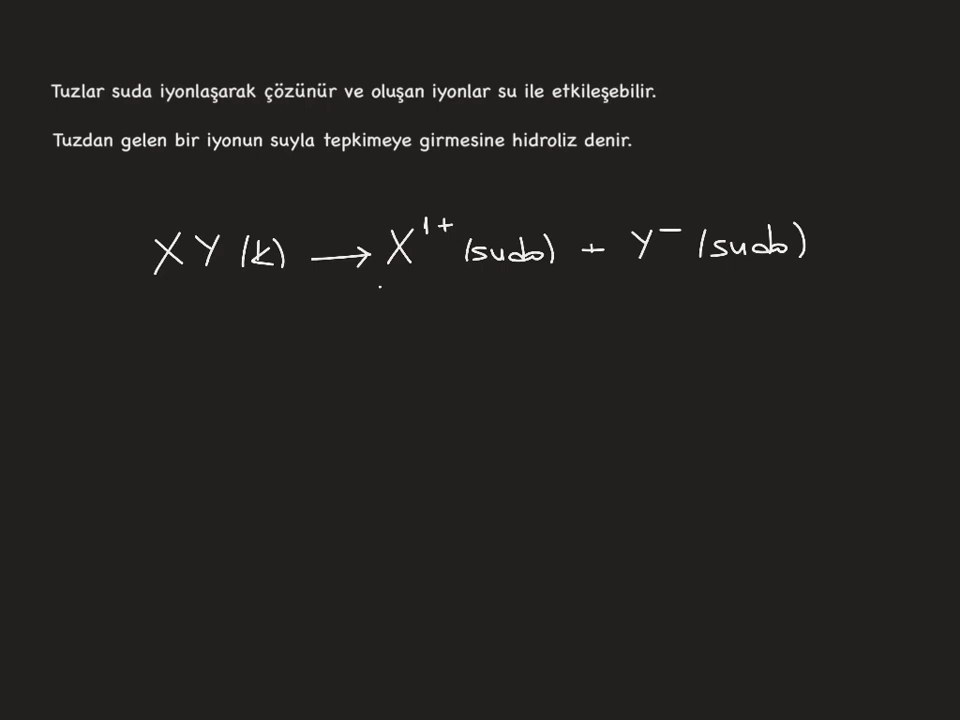 Tuzlar suda iyonlaşarak çözünür ve oluşan iyonlar su ile etkileşebilir.
Tuzdan gelen bir iyonun suyla tepkimeye girmesine hidroliz denir.
XY (k) ⟶ X¹⁺ (suda) + Y⁻ (suda)